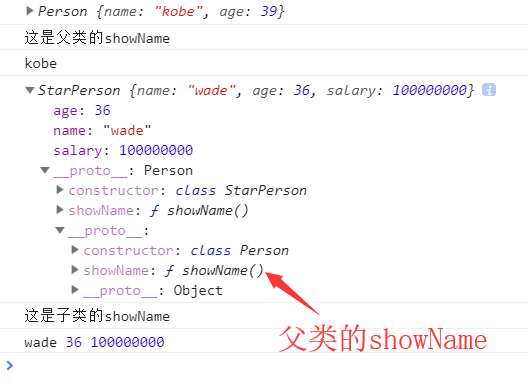 Person {name: "kobe", age: 39}
这是父类的showName
kobe
StarPerson {name: "wade", age: 36, salary: 100000000} i
age: 36
name: "wade"
salary: 100000000
__proto__: Person
constructor: class StarPerson
showName: ƒ showName()
__proto__:
constructor: class Person
showName: ƒ showName()
__proto__: Object
这是子类的showName
父类的showName
wade 36 100000000